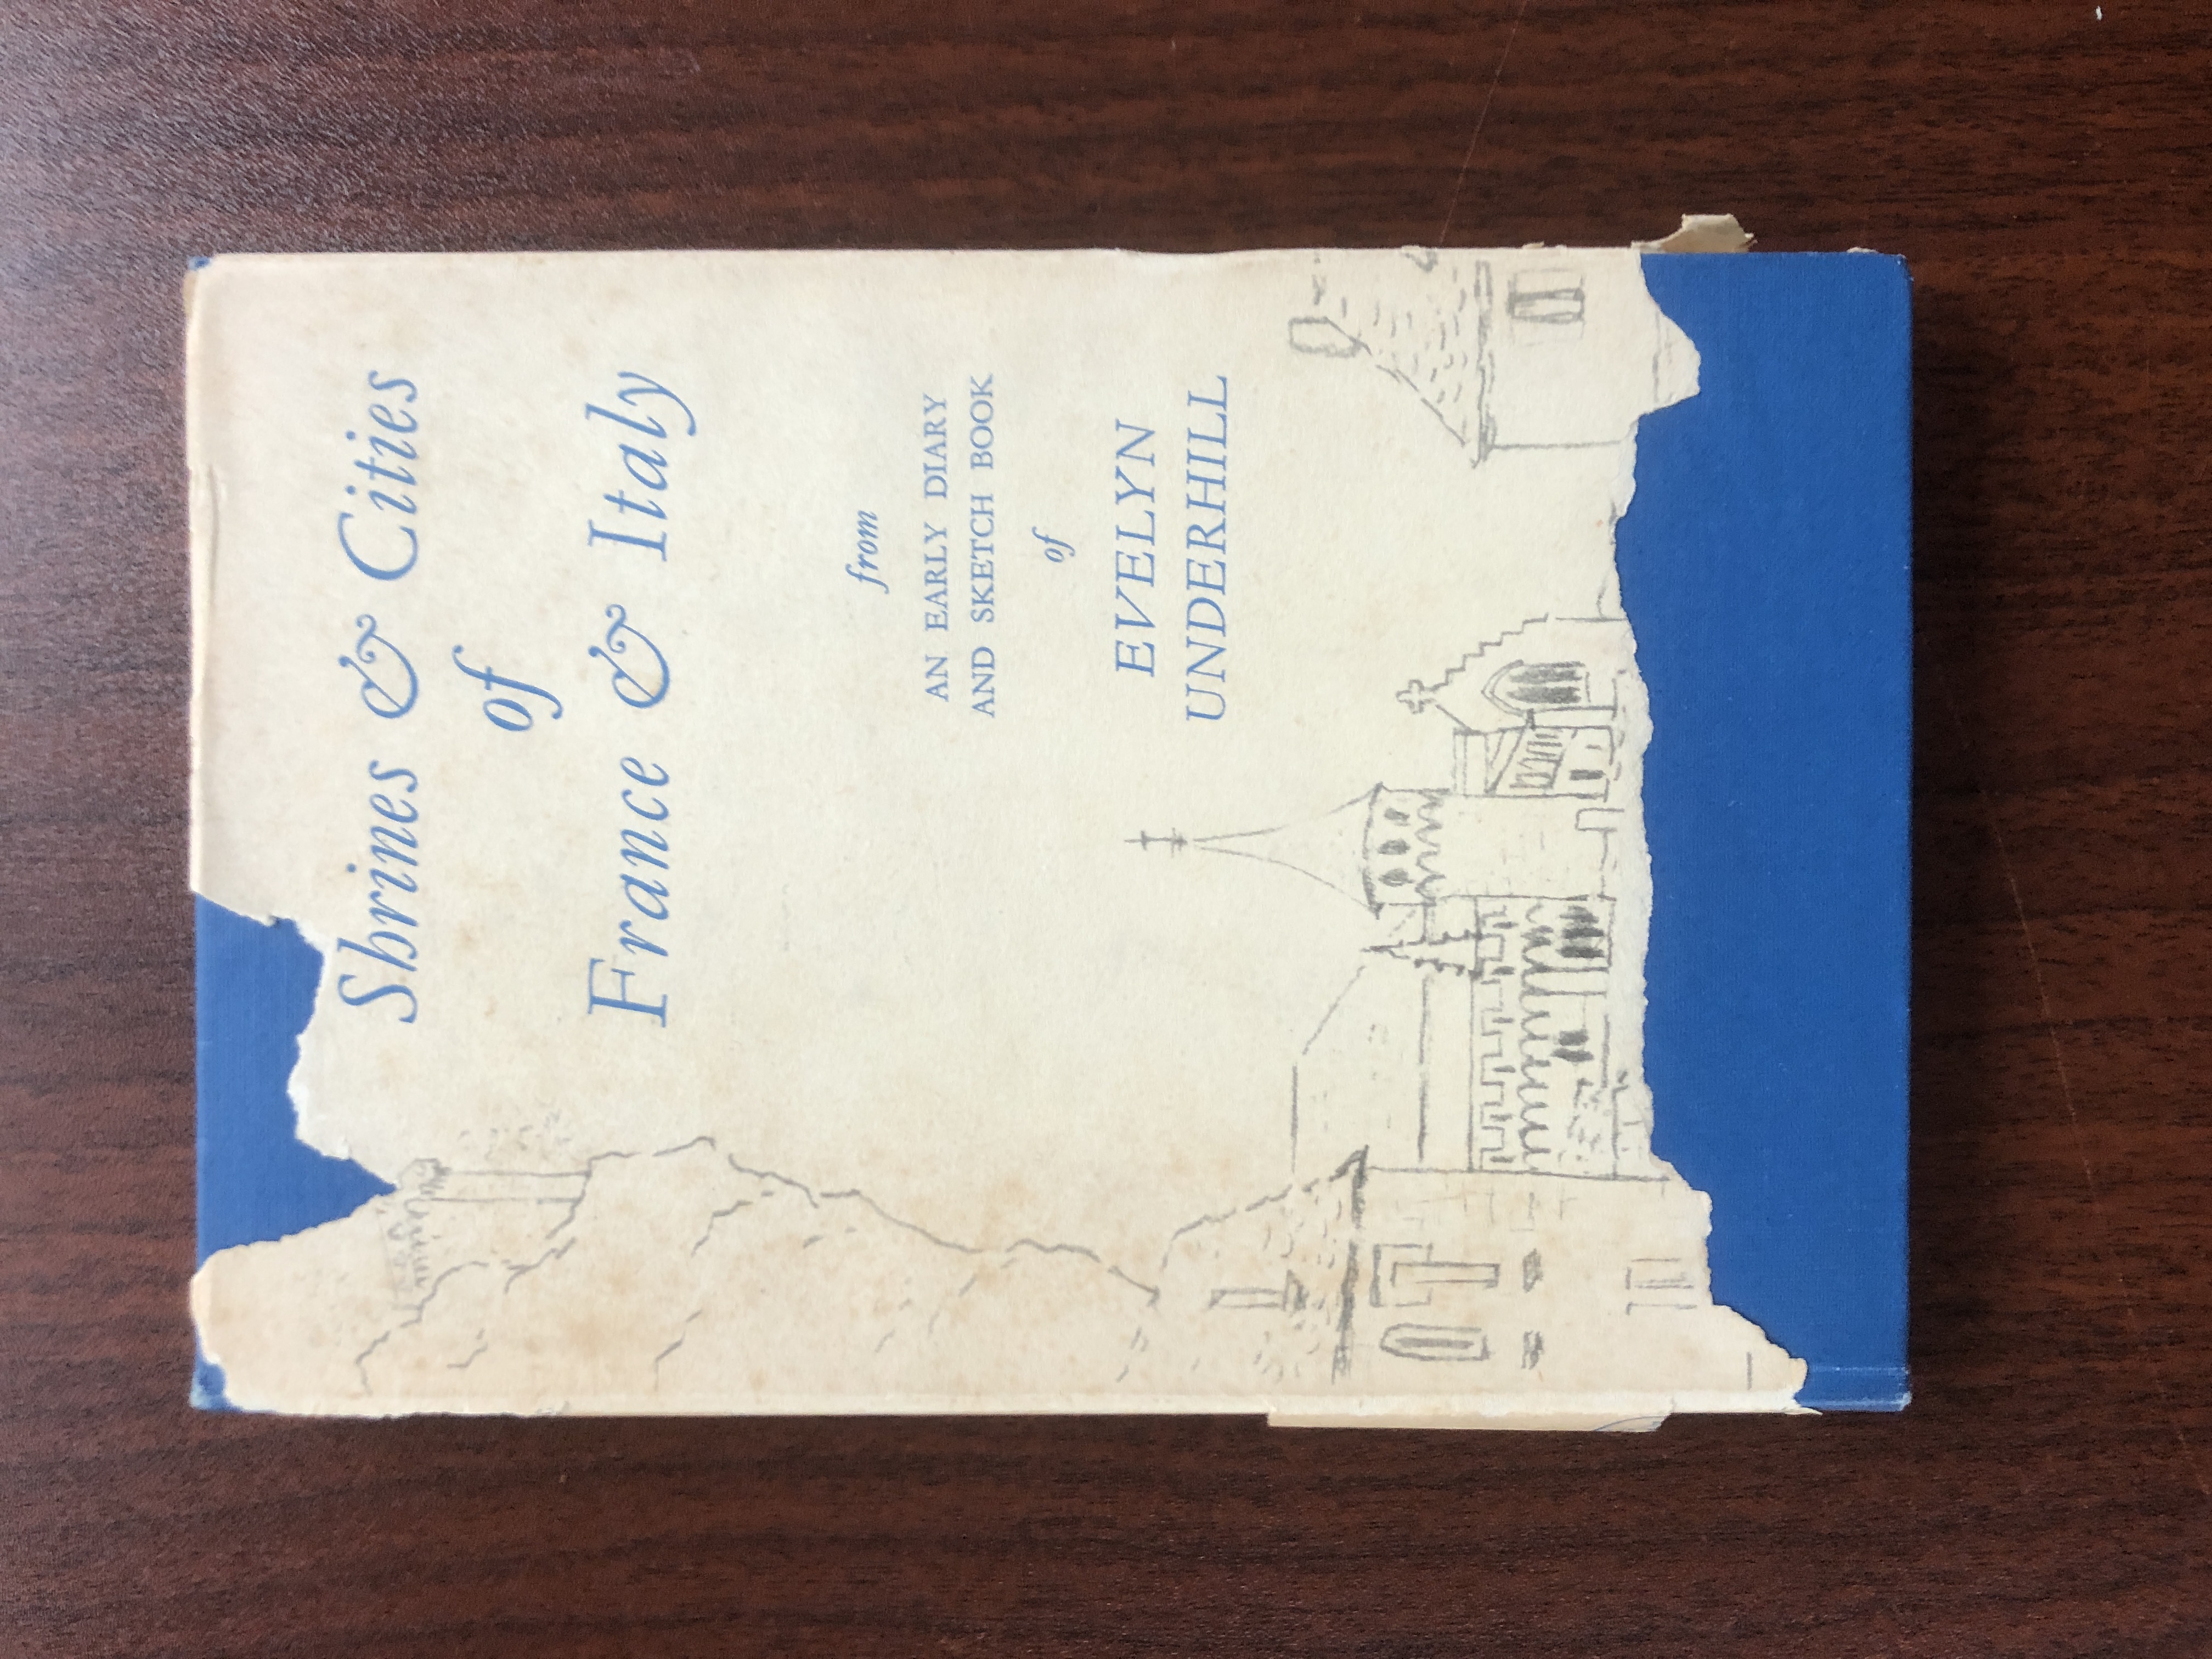 Shrines & Cities
of
France & Italy
from
AN EARLY DIARY
AND SKETCH BOOK
of
EVELYN
UNDERHILL